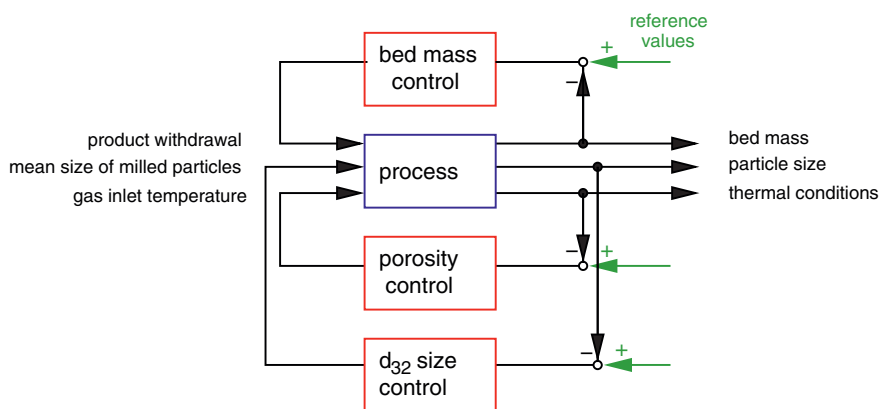 bed mass
control
+
reference
values
−
product withdrawal
mean size of milled particles
gas inlet temperature
process
bed mass
particle size
thermal conditions
porosity
control
−
+
d₃₂ size
control
−
+